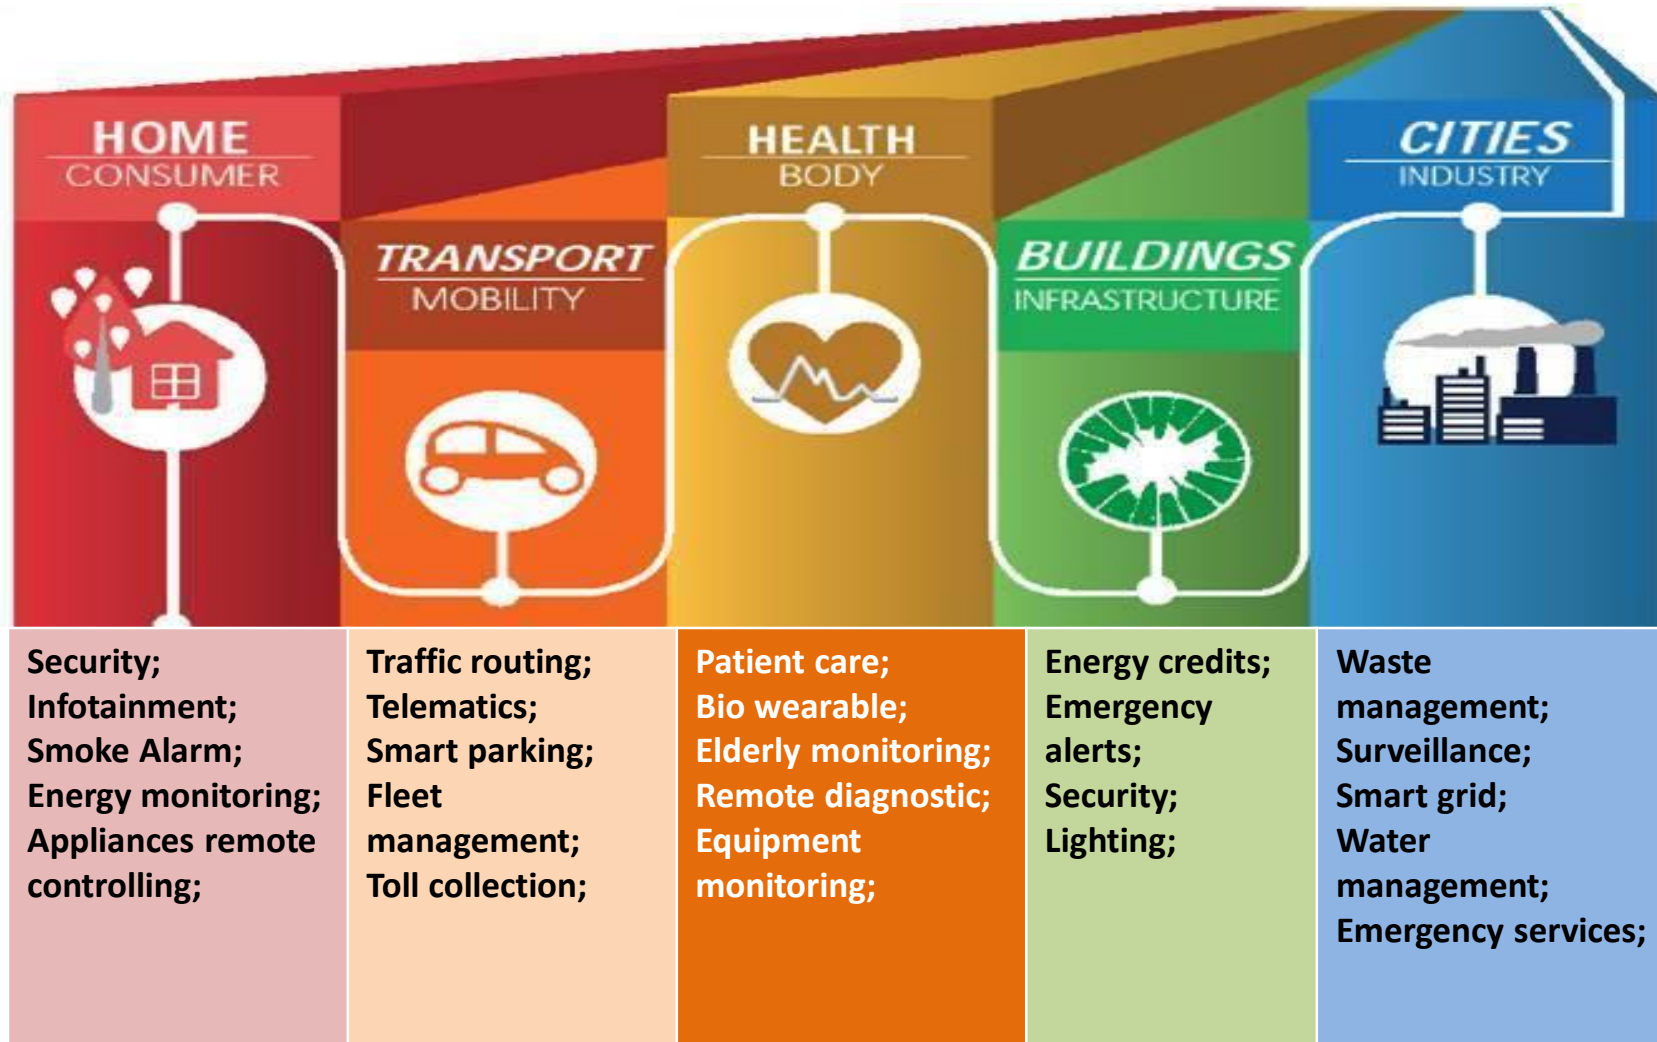 HOME
CONSUMER
TRANSPORT
MOBILITY
HEALTH
BODY
BUILDINGS
INFRASTRUCTURE
CITIES
INDUSTRY
Security;
Infotainment;
Smoke Alarm;
Energy monitoring;
Appliances remote
controlling;
Traffic routing;
Telematics;
Smart parking;
Fleet
management;
Toll collection;
Patient care;
Bio wearable;
Elderly monitoring;
Remote diagnostic;
Equipment
monitoring;
Energy credits;
Emergency
alerts;
Security;
Lighting;
Waste
management;
Surveillance;
Smart grid;
Water
management;
Emergency services;